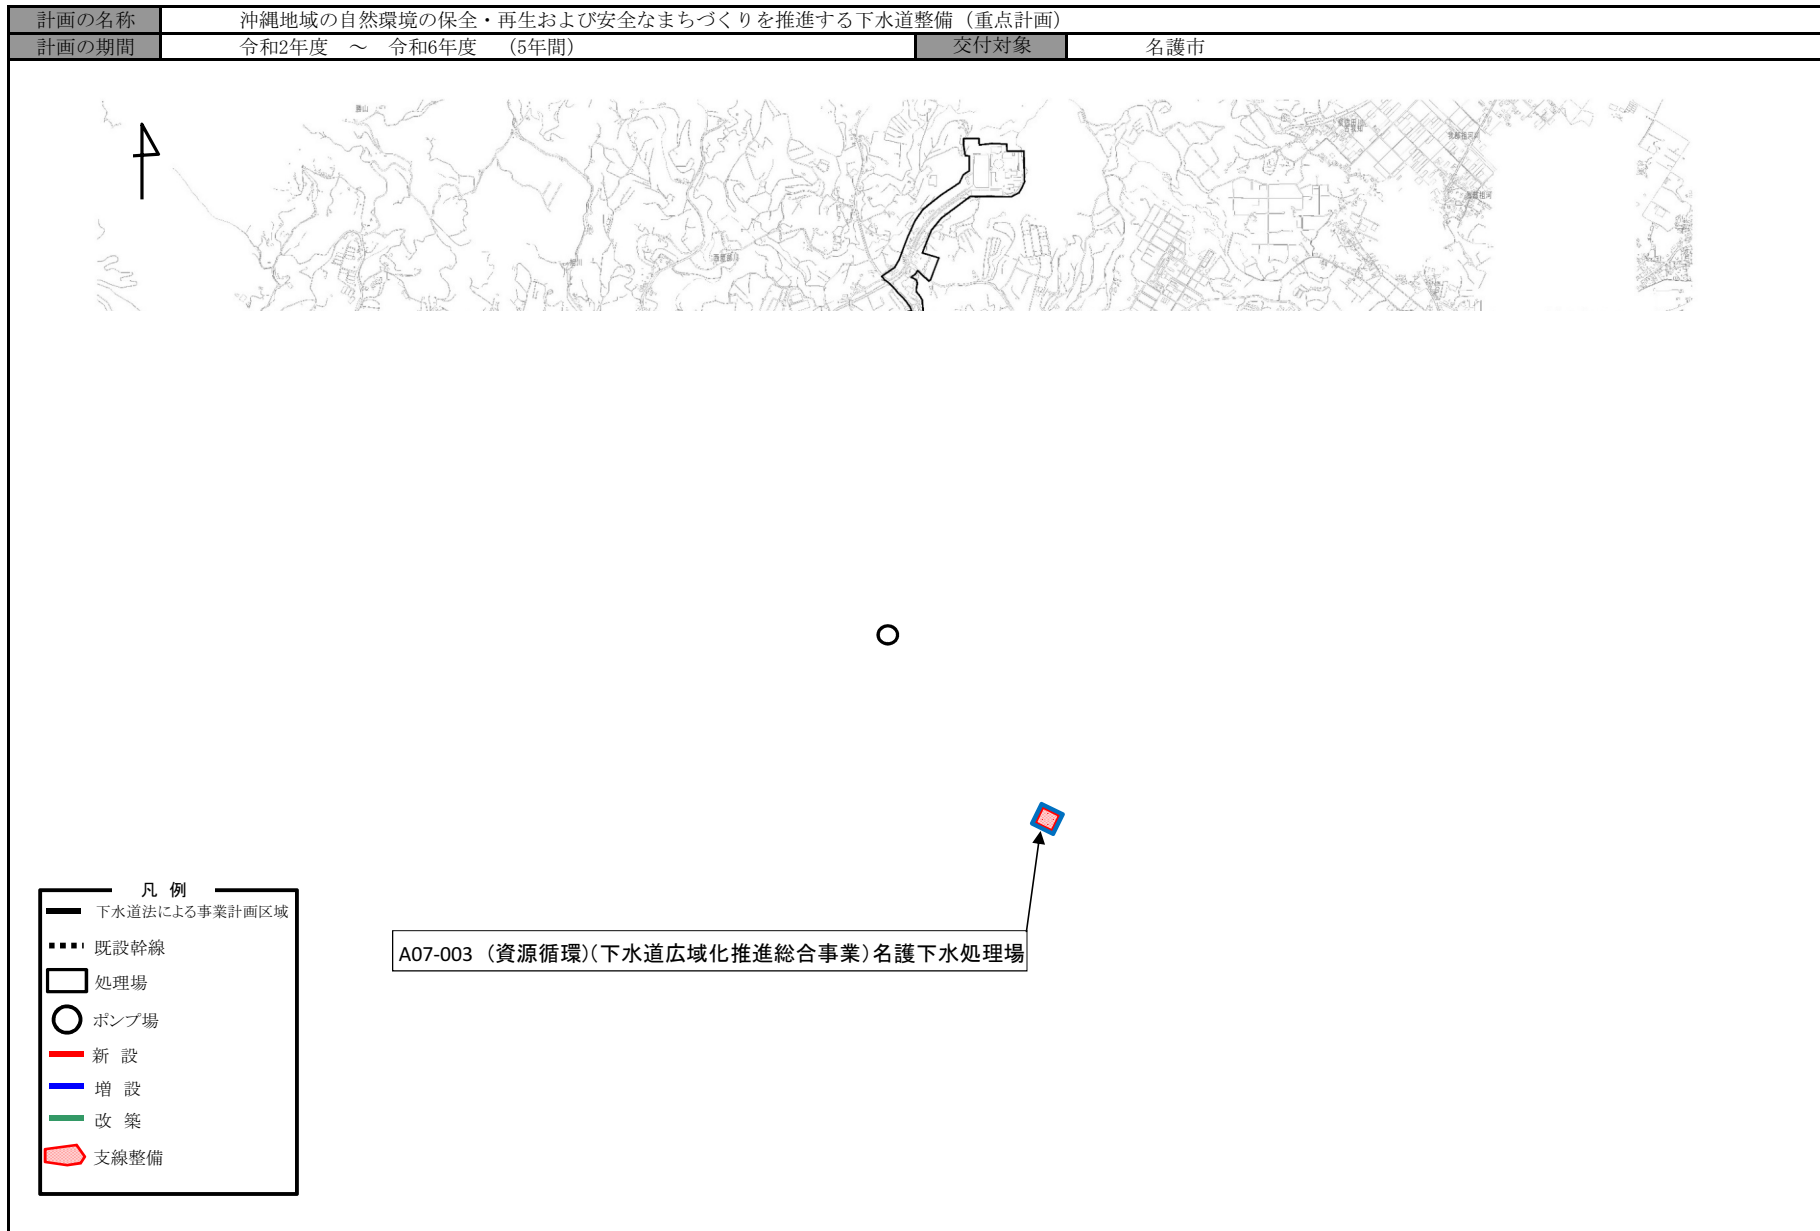 計画の名称 沖縄地域の自然環境の保全・再生および安全なまちづくりを推進する下水道整備（重点計画）
計画の期間 令和2年度 ～ 令和6年度 （5年間） 交付対象 名護市
勝山
我部祖河
凡 例
下水道法による事業計画区域
既設幹線
処理場
ポンプ場
新 設
増 設
改 築
支線整備
A07-003 （資源循環）（下水道広域化推進総合事業）名護下水処理場